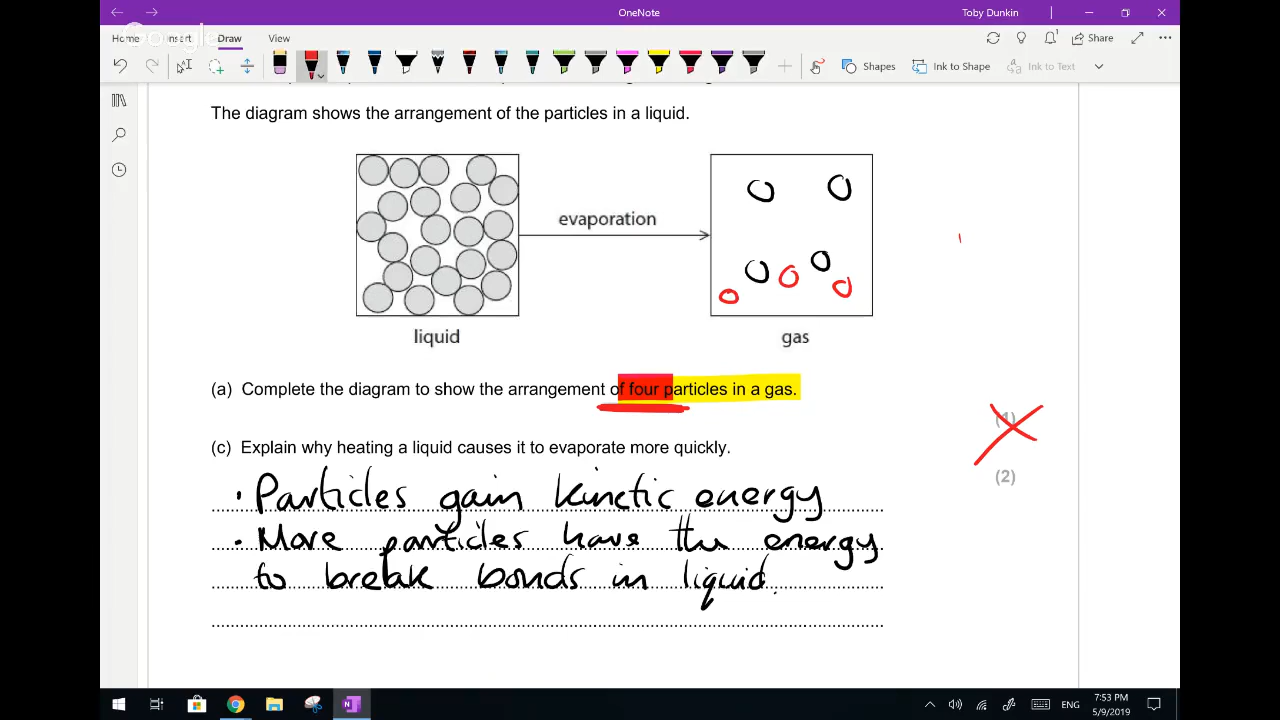 OneNote
Toby Dunkin
Home Insert Draw View
Share
Shapes
Ink to Shape
Ink to Text
The diagram shows the arrangement of the particles in a liquid.
evaporation
liquid
gas
(a) Complete the diagram to show the arrangement of four particles in a gas.
(1)
(c) Explain why heating a liquid causes it to evaporate more quickly.
(2)
· Particles gain kinetic energy
· More particles have the energy
to break bonds in liquid.
ENG
7:53 PM
5/9/2019